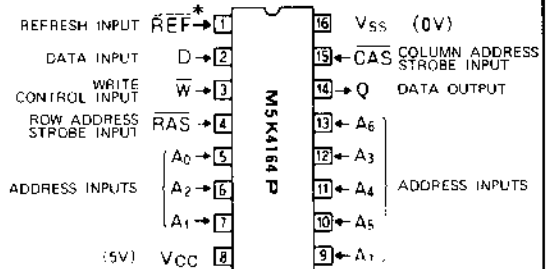 REFRESH INPUT REF* → 1
DATA INPUT D → 2
WRITE CONTROL INPUT W → 3
ROW ADDRESS STROBE INPUT RAS → 4
A0 → 5
ADDRESS INPUTS A2 → 6
A1 → 7
(5V) VCC 8
M5K4164P
16 VSS (0V)
15 ← CAS COLUMN ADDRESS STROBE INPUT
14 → Q DATA OUTPUT
13 ← A6
12 ← A3
11 ← A4 ADDRESS INPUTS
10 ← A5
9 ← A7